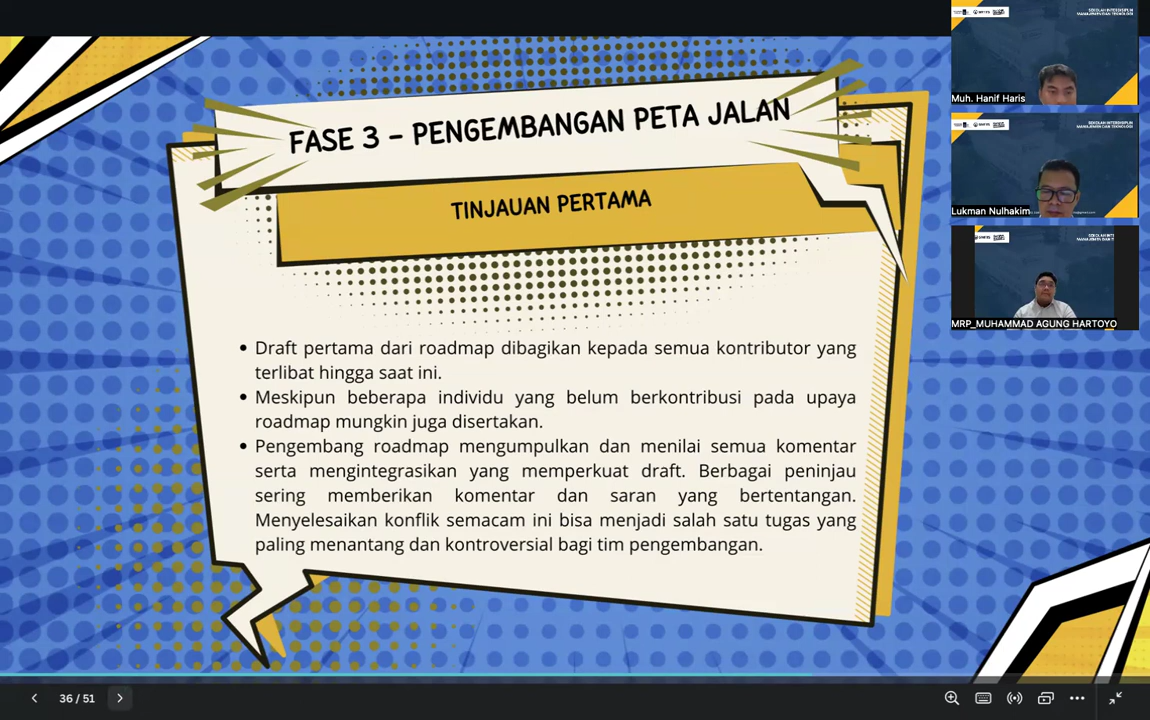 FASE 3 – PENGEMBANGAN PETA JALAN
TINJAUAN PERTAMA
• Draft pertama dari roadmap dibagikan kepada semua kontributor yang
terlibat hingga saat ini.
• Meskipun beberapa individu yang belum berkontribusi pada upaya
roadmap mungkin juga disertakan.
• Pengembang roadmap mengumpulkan dan menilai semua komentar
serta mengintegrasikan yang memperkuat draft. Berbagai peninjau
sering memberikan komentar dan saran yang bertentangan.
Menyelesaikan konflik semacam ini bisa menjadi salah satu tugas yang
paling menantang dan kontroversial bagi tim pengembangan.
Muh. Hanif Haris
Lukman Nulhakim
MRP_MUHAMMAD AGUNG HARTOYO
36 / 51